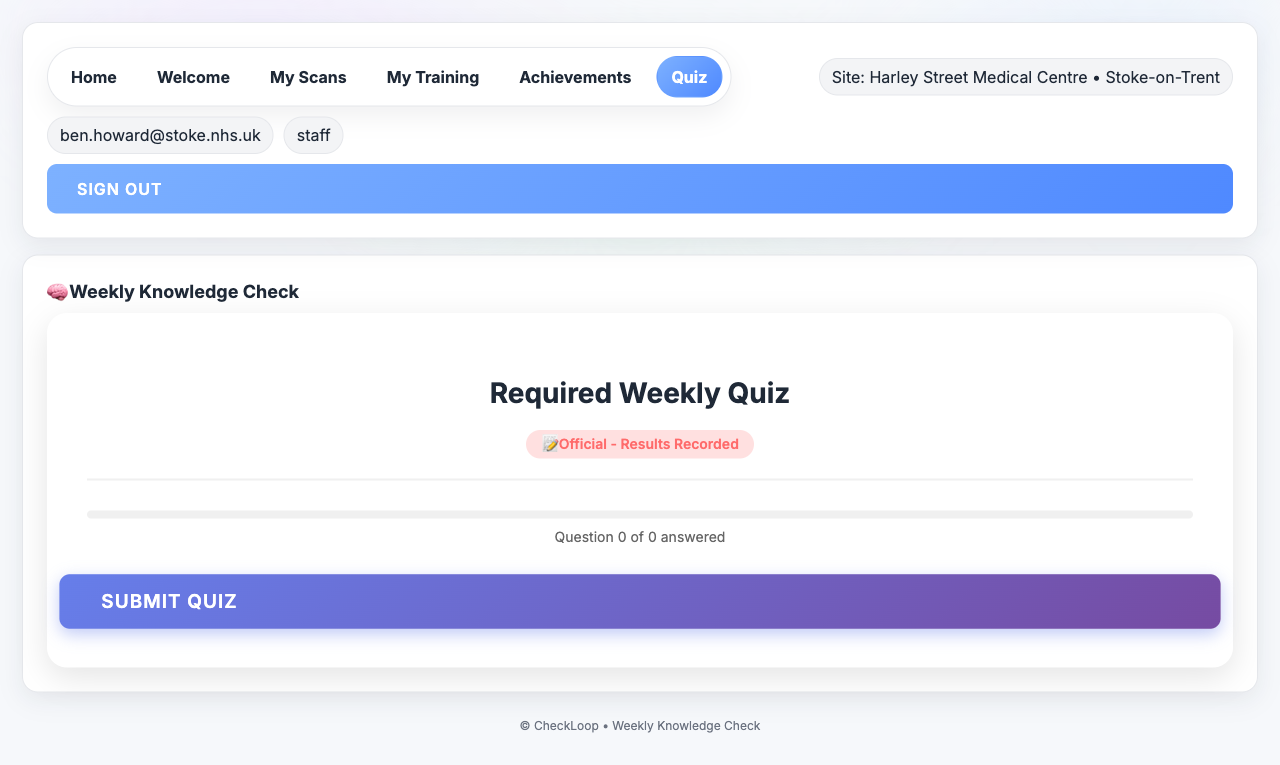 Home Welcome My Scans My Training Achievements Quiz
Site: Harley Street Medical Centre • Stoke-on-Trent
ben.howard@stoke.nhs.uk staff
SIGN OUT
🧠Weekly Knowledge Check
Required Weekly Quiz
📝Official - Results Recorded
Question 0 of 0 answered
SUBMIT QUIZ
© CheckLoop • Weekly Knowledge Check